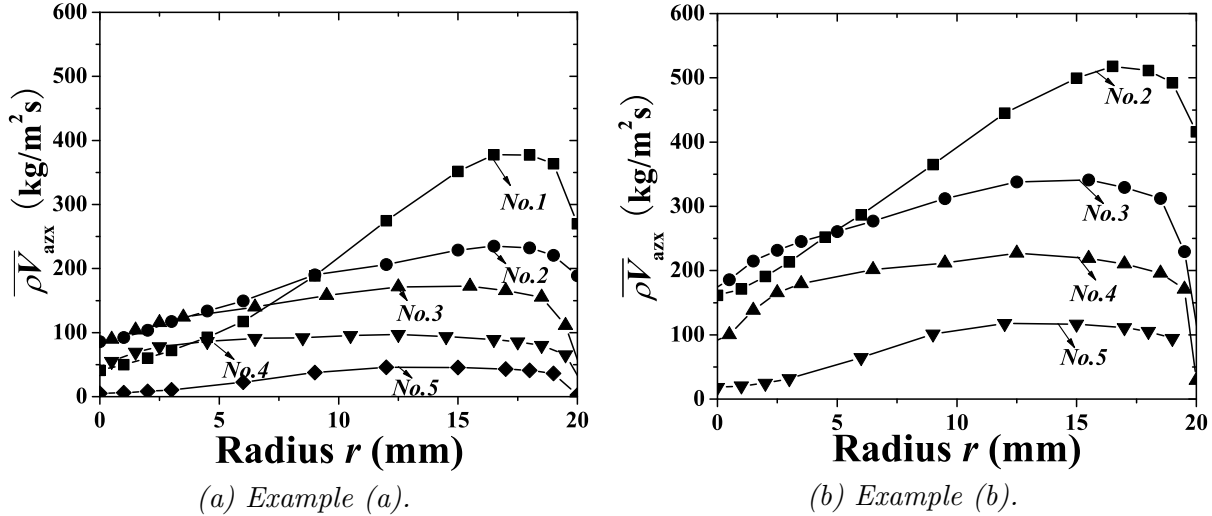 600
500
400
300
200
100
0
0 5 10 15 20
ρV azx (kg/m²s)
Radius r (mm)
No.1
No.2
No.3
No.4
No.5
(a) Example (a).
600
500
400
300
200
100
0
0 5 10 15 20
ρV azx (kg/m²s)
Radius r (mm)
No.2
No.3
No.4
No.5
(b) Example (b).